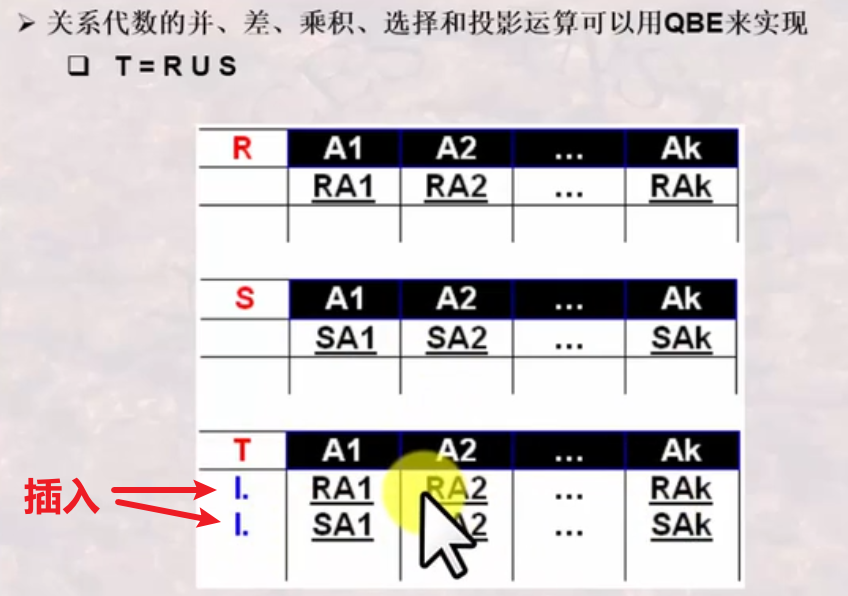 ➢ 关系代数的并、差、乘积、选择和投影运算可以用QBE来实现
❑ T = R U S
R A1 A2 ... Ak
RA1 RA2 ... RAk
S A1 A2 ... Ak
SA1 SA2 ... SAk
T A1 A2 ... Ak
插入
I. RA1 RA2 ... RAk
I. SA1 A2 ... SAk